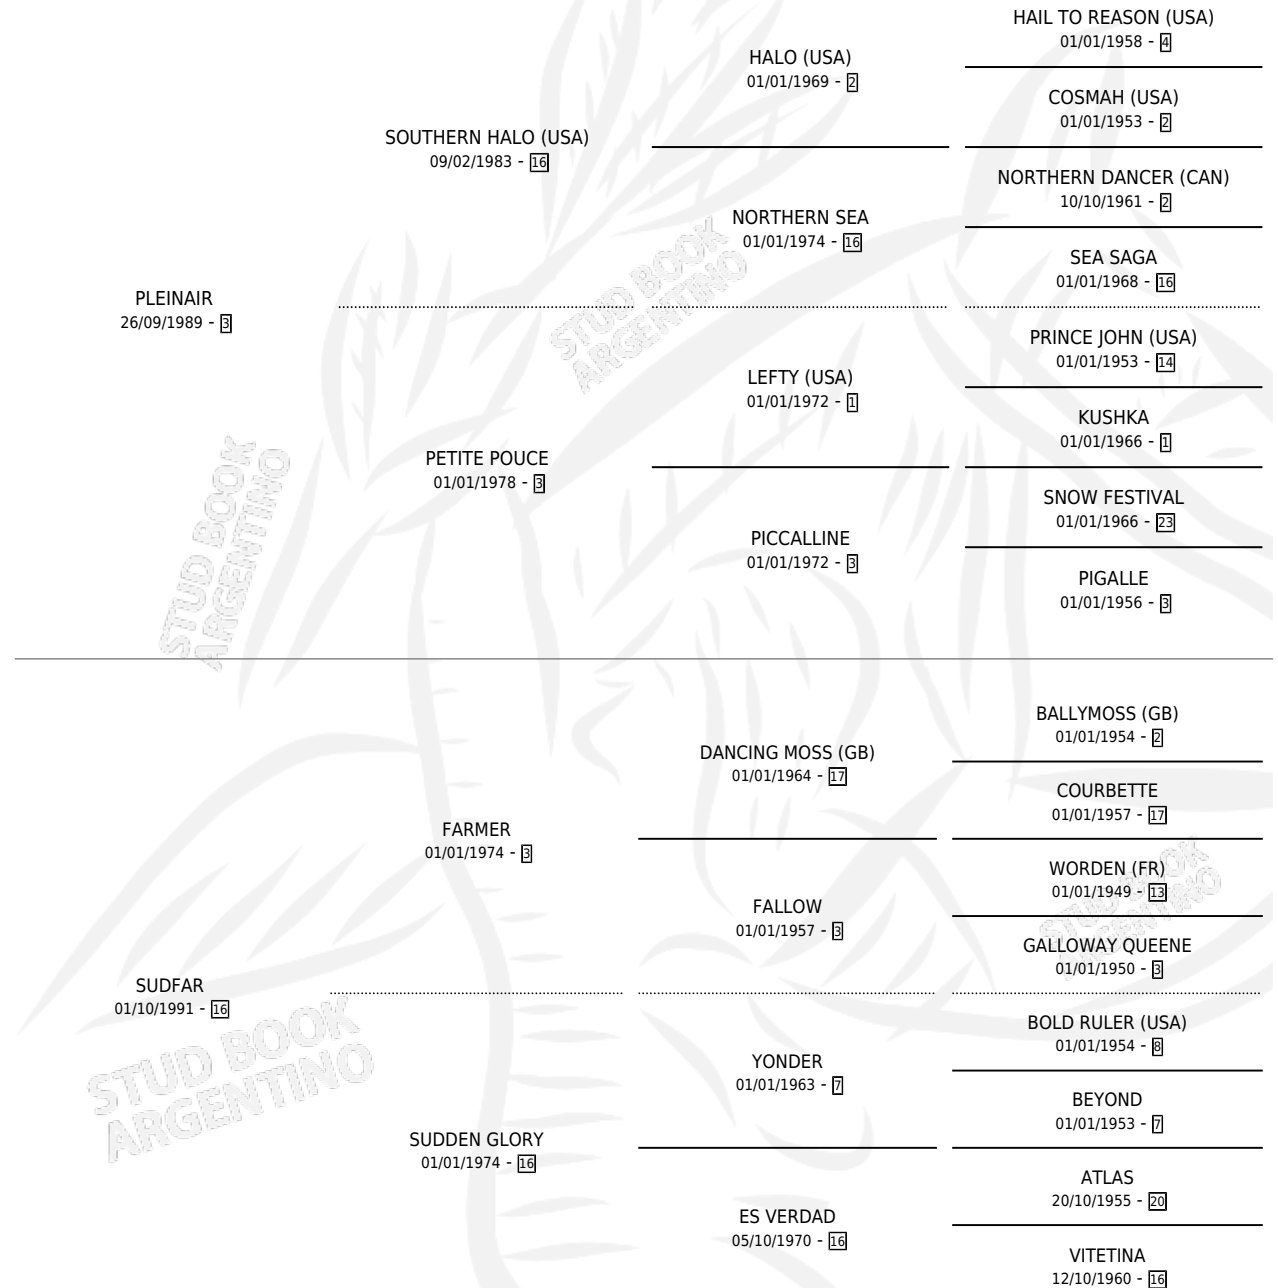 HAIL TO REASON (USA)
01/01/1958 - 4
HALO (USA)
01/01/1969 - 2
COSMAH (USA)
01/01/1953 - 2
SOUTHERN HALO (USA)
09/02/1983 - 16
NORTHERN DANCER (CAN)
10/10/1961 - 2
NORTHERN SEA
01/01/1974 - 16
SEA SAGA
01/01/1968 - 16
PLEINAIR
26/09/1989 - 3
STUD BOOK
ARGENTINO
PRINCE JOHN (USA)
01/01/1953 - 14
LEFTY (USA)
01/01/1972 - 1
KUSHKA
01/01/1966 - 1
PETITE POUCE
01/01/1978 - 3
SNOW FESTIVAL
01/01/1966 - 23
PICCALLINE
01/01/1972 - 3
PIGALLE
01/01/1956 - 3
STUD BOOK
ARGENTINO
BALLYMOSS (GB)
01/01/1954 - 2
DANCING MOSS (GB)
01/01/1964 - 17
COURBETTE
01/01/1957 - 17
FARMER
01/01/1974 - 3
WORDEN (FR)
01/01/1949 - 13
FALLOW
01/01/1957 - 3
GALLOWAY QUEENE
01/01/1950 - 3
STUD BOOK
ARGENTINO
SUDFAR
01/10/1991 - 16
BOLD RULER (USA)
01/01/1954 - 8
YONDER
01/01/1963 - 7
BEYOND
01/01/1953 - 7
STUD BOOK
ARGENTINO
SUDDEN GLORY
01/01/1974 - 16
ATLAS
20/10/1955 - 20
ES VERDAD
05/10/1970 - 16
VITETINA
12/10/1960 - 16